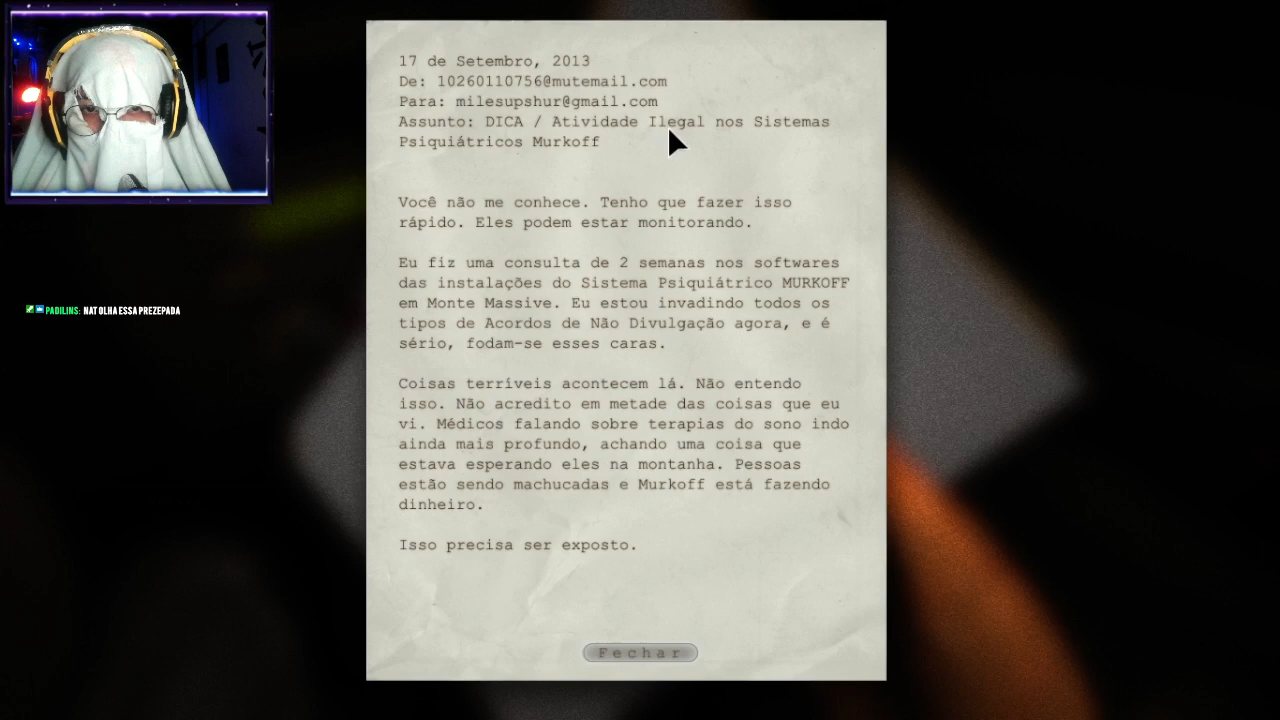 17 de Setembro, 2013
De: 10260110756@mutemail.com
Para: milesupshur@gmail.com
Assunto: DICA / Atividade Ilegal nos Sistemas
Psiquiátricos Murkoff
Você não me conhece. Tenho que fazer isso
rápido. Eles podem estar monitorando.
Eu fiz uma consulta de 2 semanas nos softwares
das instalações do Sistema Psiquiátrico MURKOFF
em Monte Massive. Eu estou invadindo todos os
tipos de Acordos de Não Divulgação agora, e é
sério, fodam-se esses caras.
Coisas terríveis acontecem lá. Não entendo
isso. Não acredito em metade das coisas que eu
vi. Médicos falando sobre terapias do sono indo
ainda mais profundo, achando uma coisa que
estava esperando eles na montanha. Pessoas
estão sendo machucadas e Murkoff está fazendo
dinheiro.
Isso precisa ser exposto.
Fechar
PADILINS: NAT OLHA ESSA PREZEPADA